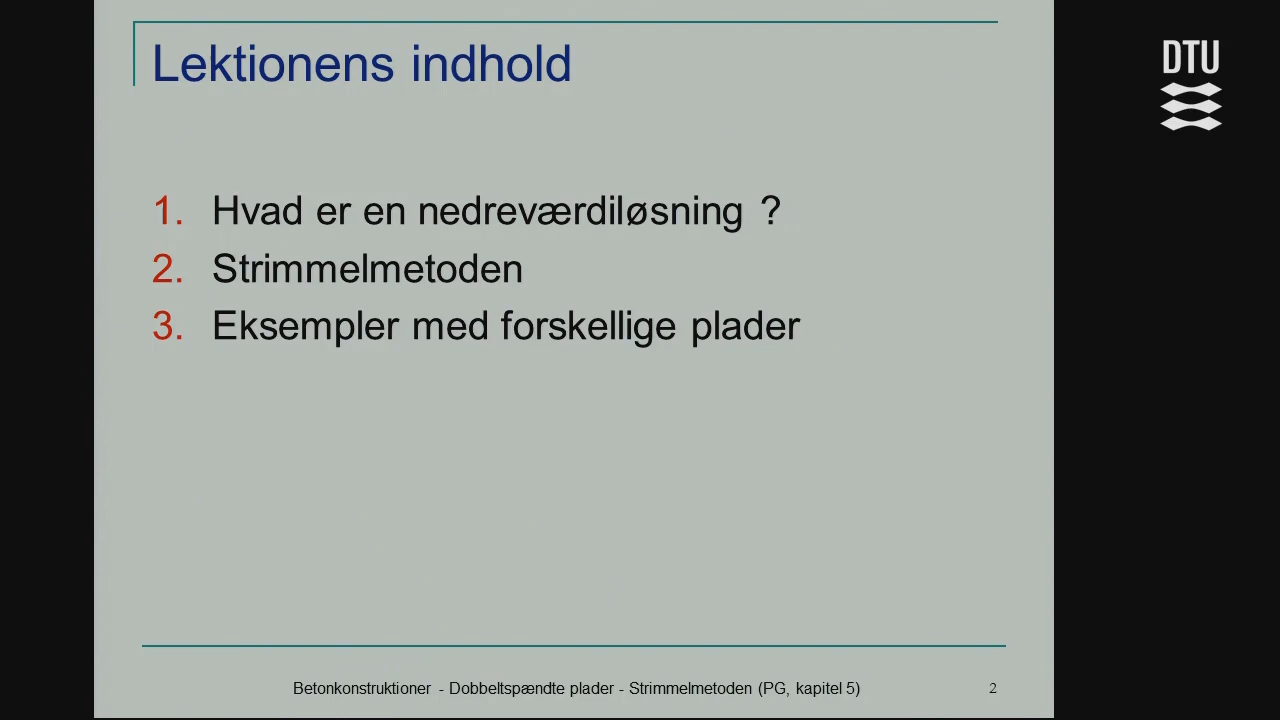 Lektionens indhold
DTU
1. Hvad er en nedreværdiløsning ?
2. Strimmelmetoden
3. Eksempler med forskellige plader
Betonkonstruktioner - Dobbeltspændte plader - Strimmelmetoden (PG, kapitel 5)
2